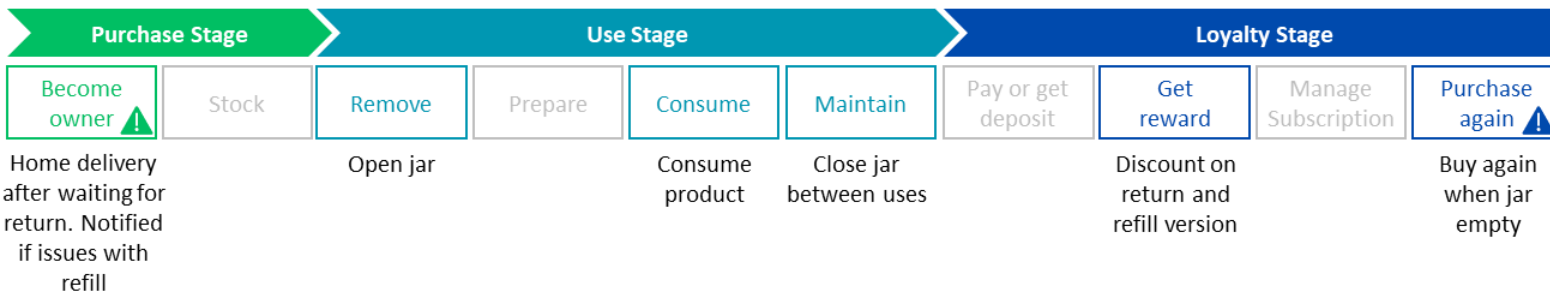 Purchase Stage
Use Stage
Loyalty Stage
Become
owner
Stock
Remove
Prepare
Consume
Maintain
Pay or get
deposit
Get
reward
Manage
Subscription
Purchase
again
Home delivery
after waiting for
return. Notified
if issues with
refill
Open jar
Consume
product
Close jar
between uses
Discount on
return and
refill version
Buy again
when jar
empty